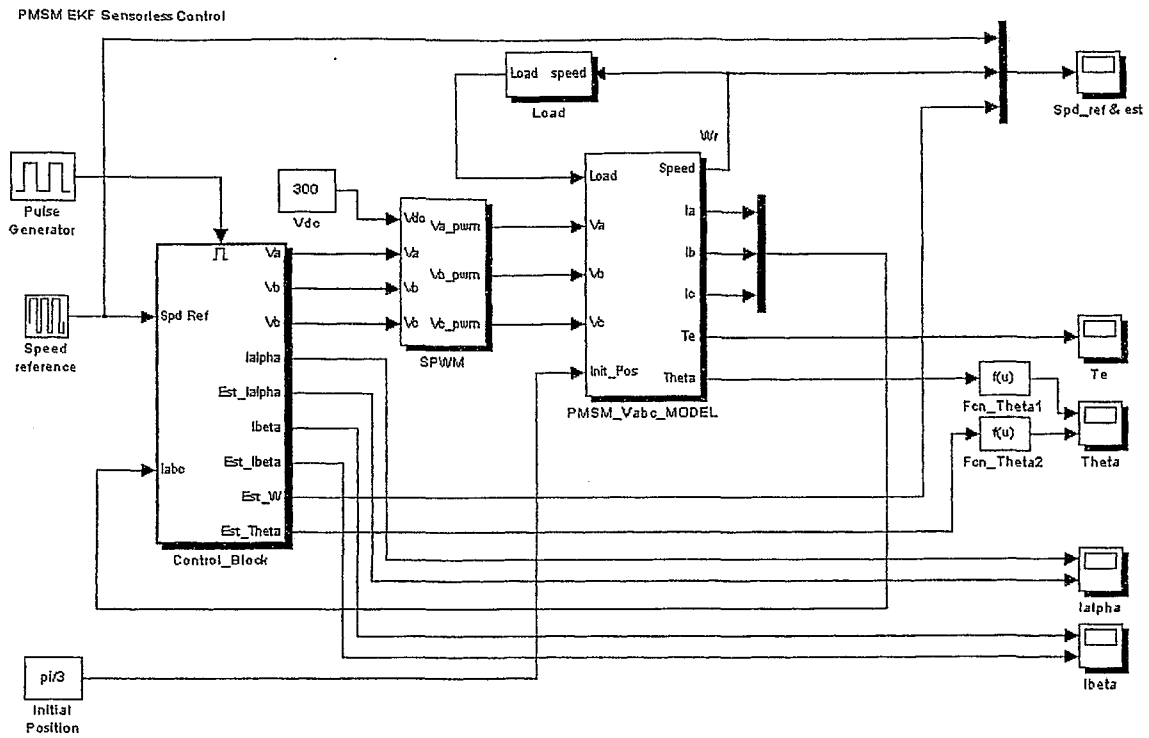 PMSM EKF Sensorless Control
Load speed
Load
Spd_ref & est
Wr
Pulse
Generator
300
Vdc
Vdc
Va
Vb
Vc
Va_pwm
Vb_pwm
Vc_pwm
SPWM
Load
Va
Vb
Vc
Init_Pos
Speed
Ia
Ib
Ic
Te
Theta
PMSM_Vabc_MODEL
Speed
reference
Spd Ref
Iabc
Va
Vb
Vc
Ialpha
Est_Ialpha
Ibeta
Est_Ibeta
Est_W
Est_Theta
Control_Block
Te
f(u)
Fcn_Theta1
f(u)
Fcn_Theta2
Theta
Ialpha
Ibeta
pi/3
Initial
Position